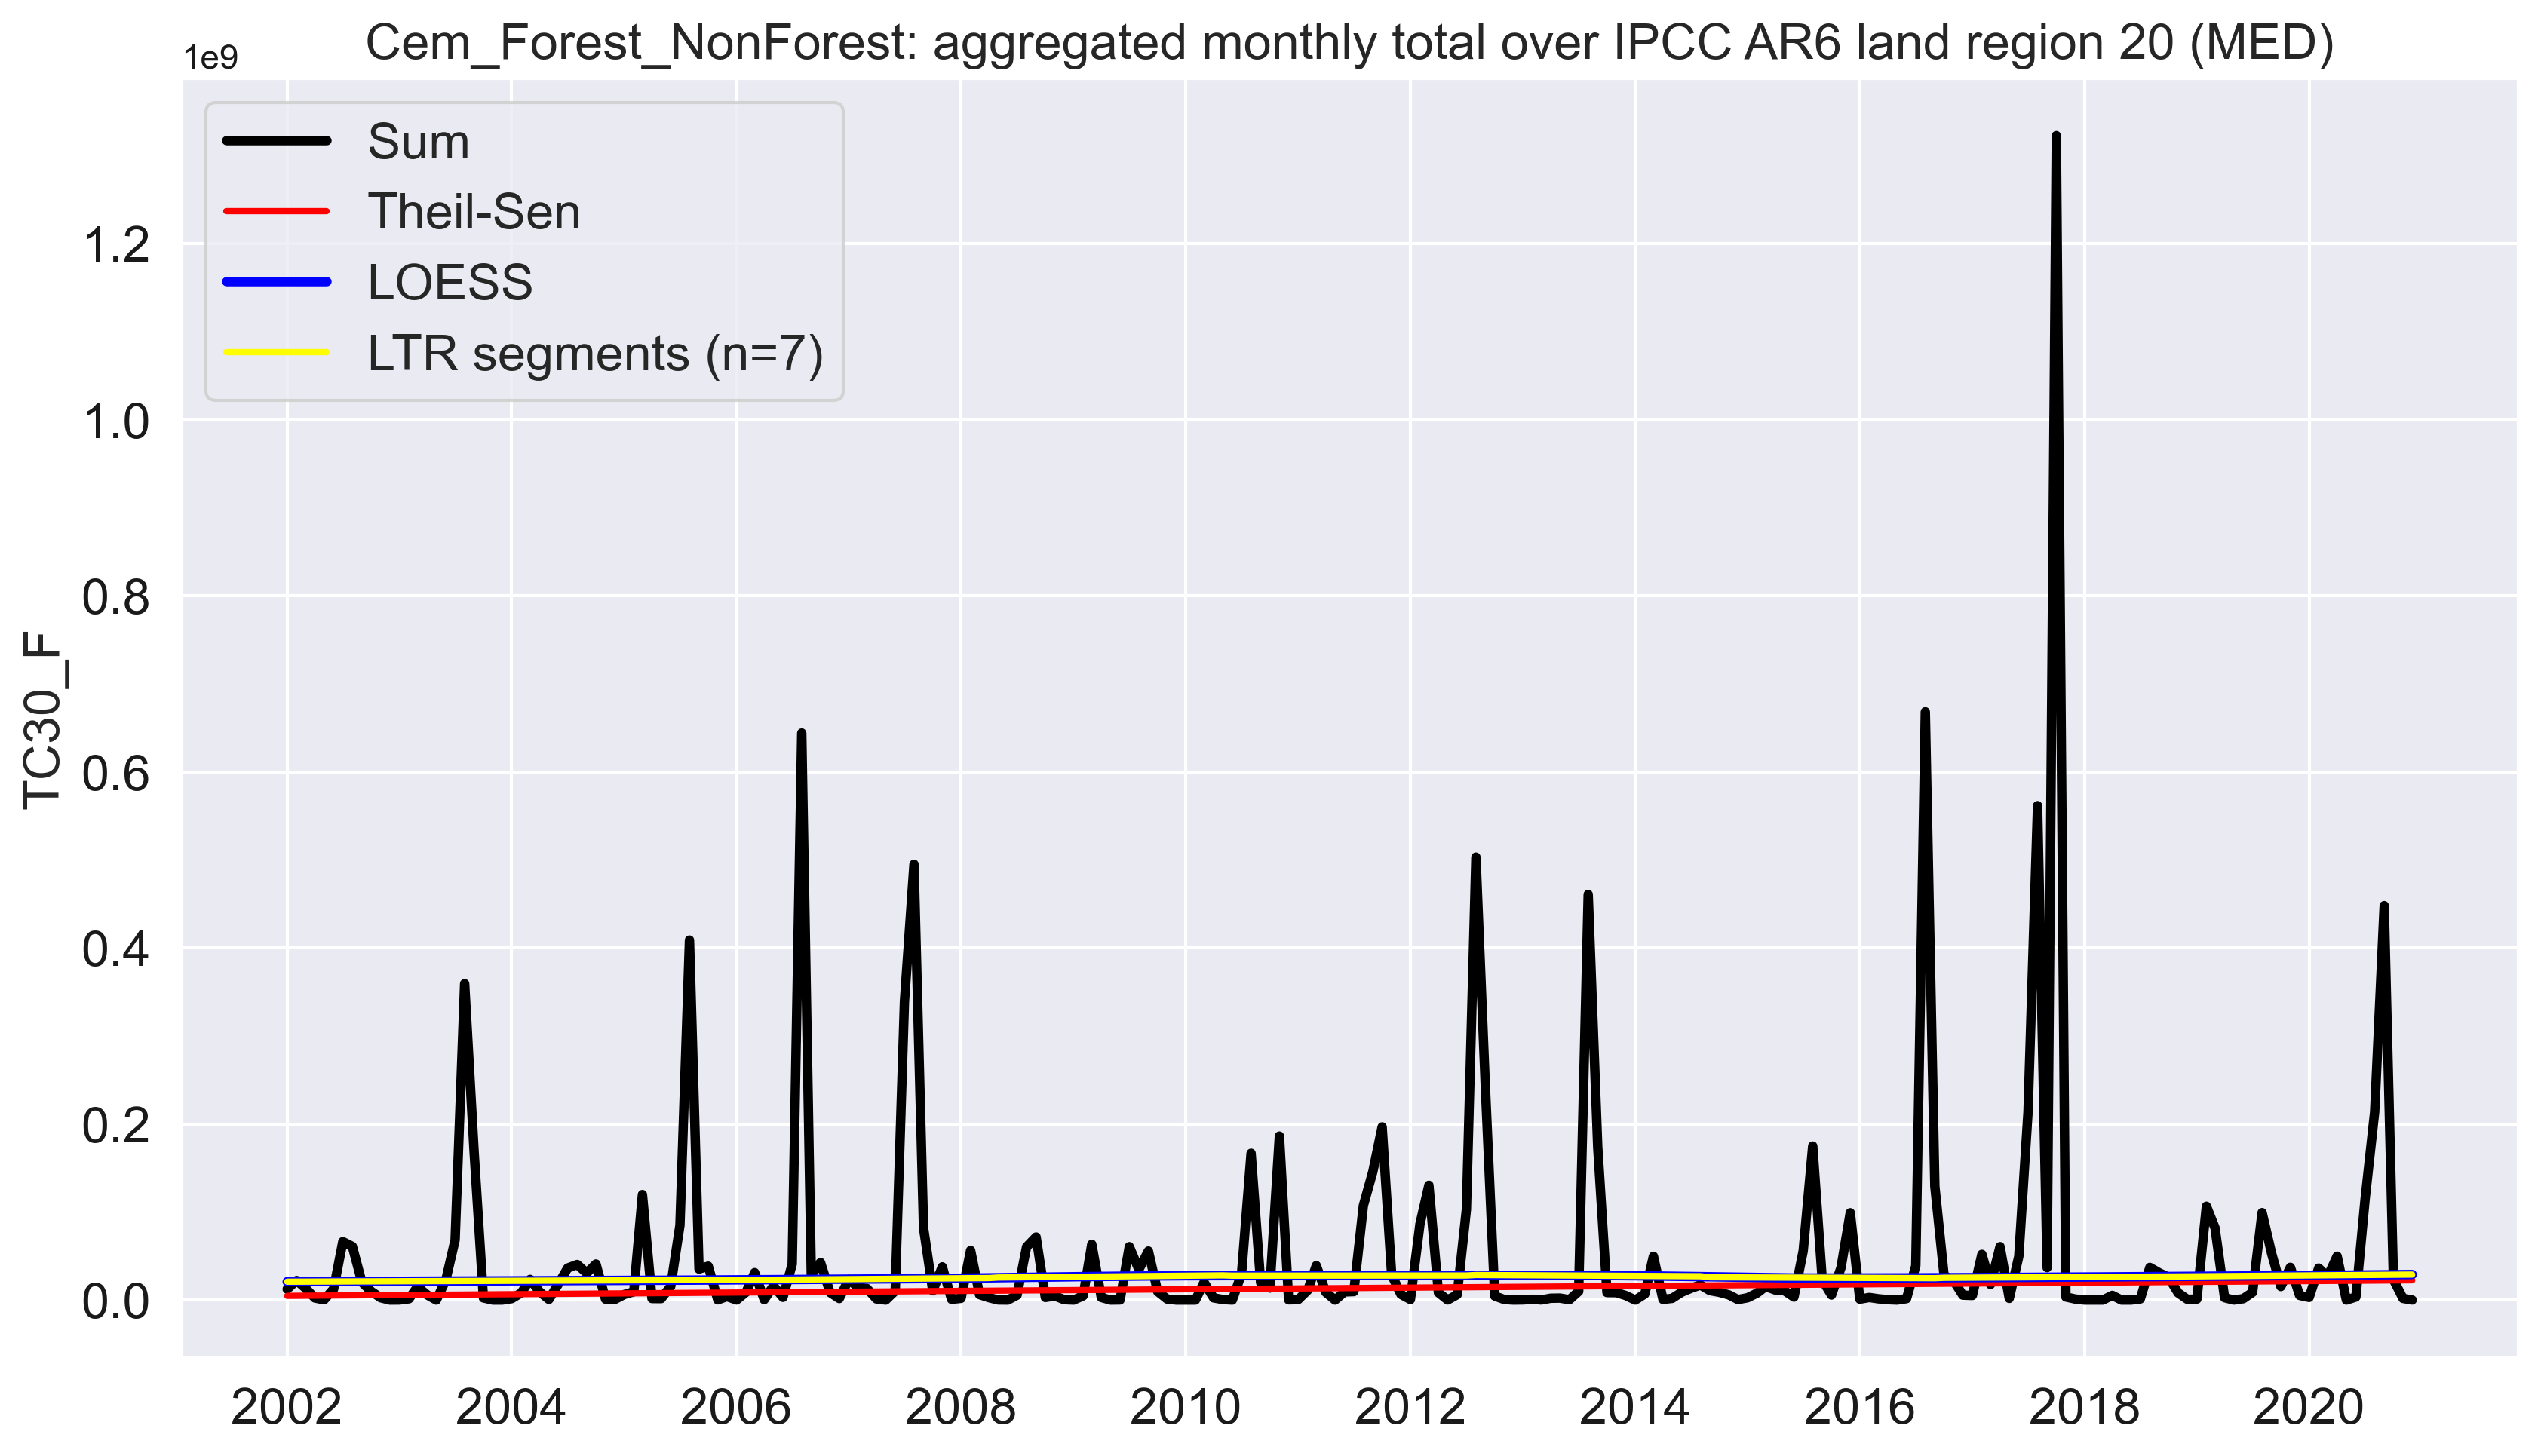 Cem_Forest_NonForest: aggregated monthly total over IPCC AR6 land region 20 (MED)
1e9
Sum
Theil-Sen
LOESS
LTR segments (n=7)
1.2
1.0
0.8
0.6
0.4
0.2
0.0
TC30_F
2002 2004 2006 2008 2010 2012 2014 2016 2018 2020